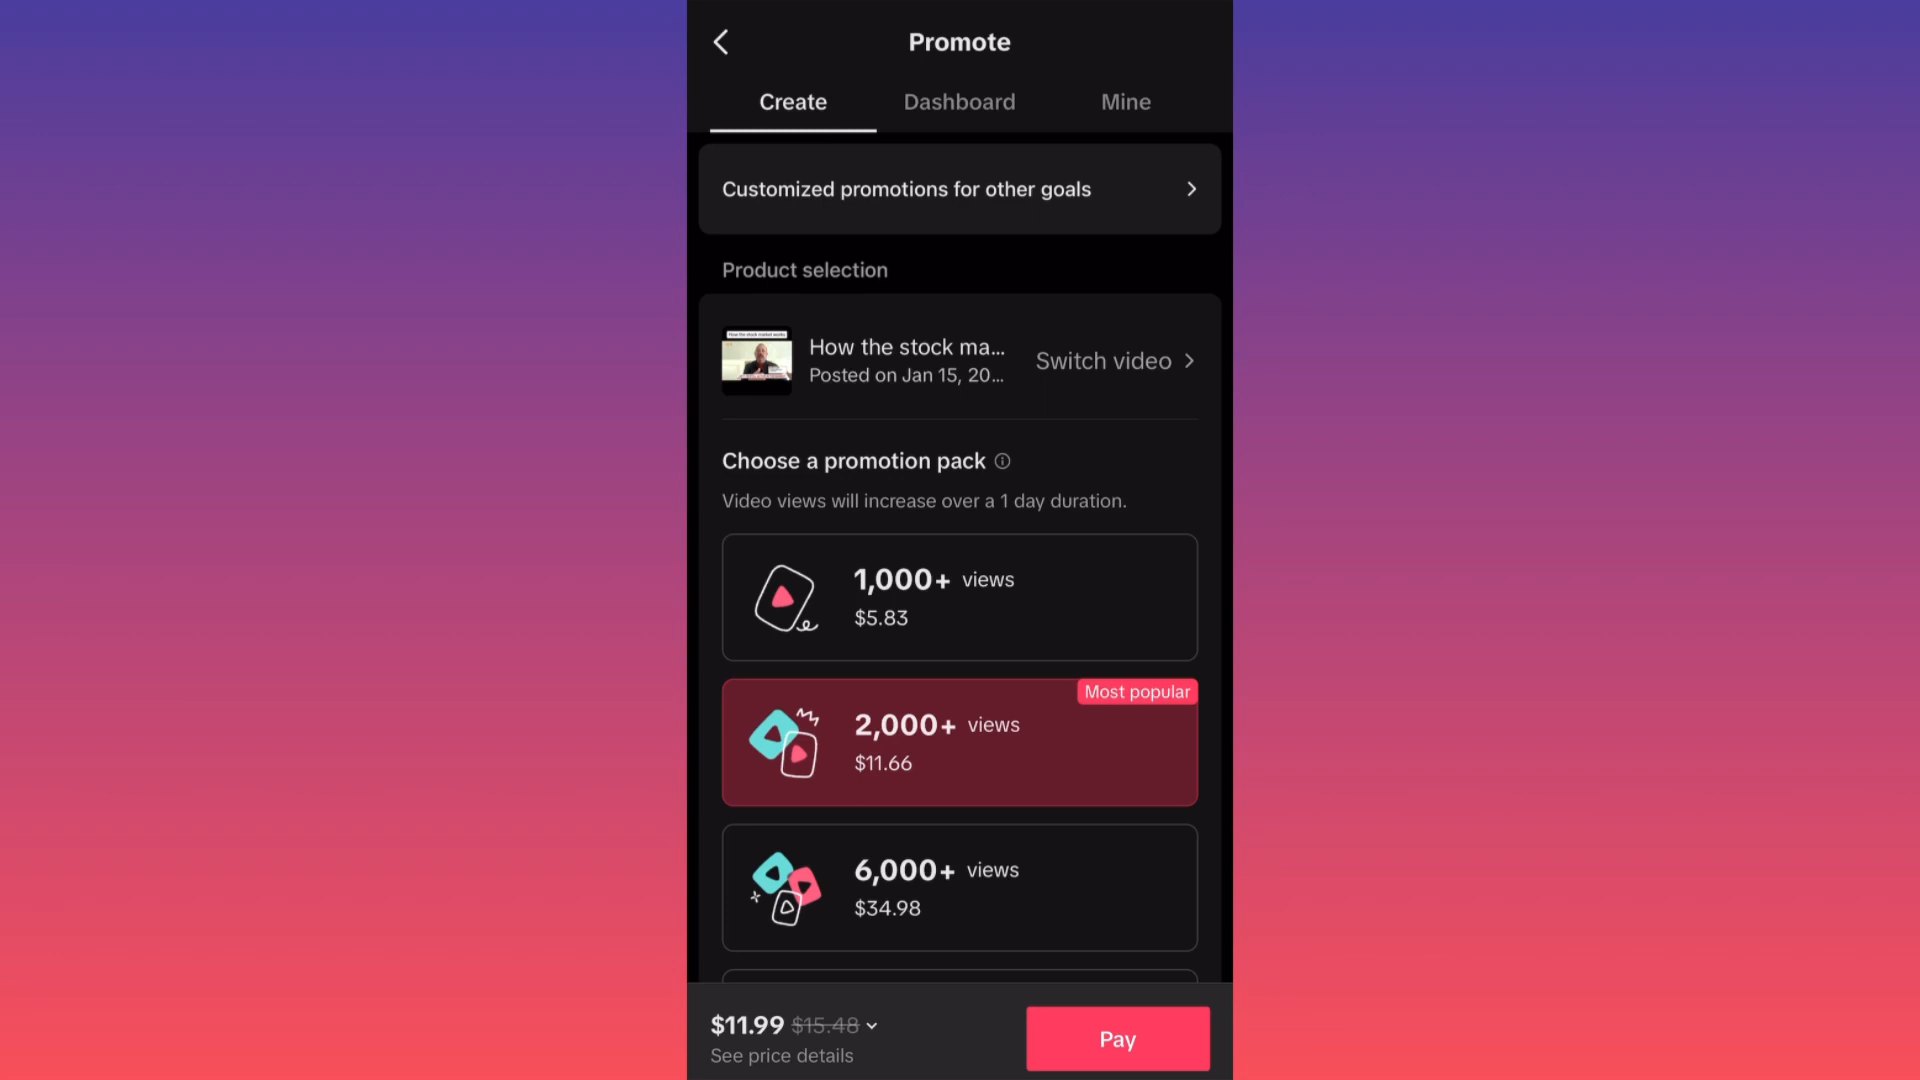 Promote
Create Dashboard Mine
Customized promotions for other goals
Product selection
How the stock ma...
Posted on Jan 15, 20...
Switch video
Choose a promotion pack
Video views will increase over a 1 day duration.
1,000+ views
$5.83
Most popular
2,000+ views
$11.66
6,000+ views
$34.98
$11.99 $15.48
See price details
Pay